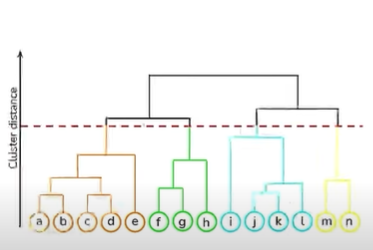 Cluster distance
a b c d e f g h i j k l m n